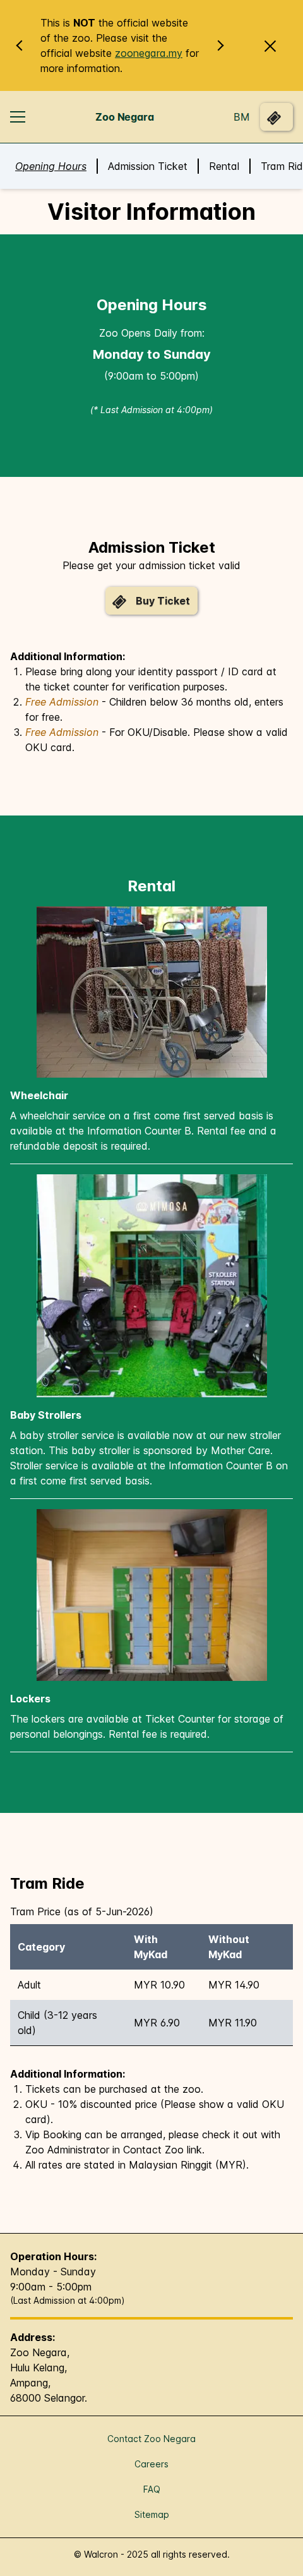 This is NOT the official website
of the zoo. Please visit the
official website zoonegara.my for
more information.
Zoo Negara
BM
Opening Hours
Admission Ticket
Rental
Tram Rid
Visitor Information
Opening Hours
Zoo Opens Daily from:
Monday to Sunday
(9:00am to 5:00pm)
(* Last Admission at 4:00pm)
Admission Ticket
Please get your admission ticket valid
Buy Ticket
Additional Information:
1. Please bring along your identity passport / ID card at
the ticket counter for verification purposes.
2. Free Admission - Children below 36 months old, enters
for free.
3. Free Admission - For OKU/Disable. Please show a valid
OKU card.
Rental
Wheelchair
A wheelchair service on a first come first served basis is
available at the Information Counter B. Rental fee and a
refundable deposit is required.
MIMOSA
Baby Strollers
A baby stroller service is available now at our new stroller
station. This baby stroller is sponsored by Mother Care.
Stroller service is available at the Information Counter B on
a first come first served basis.
Lockers
The lockers are available at Ticket Counter for storage of
personal belongings. Rental fee is required.
Tram Ride
Tram Price (as of 5-Jun-2026)
Category
With
MyKad
Without
MyKad
Adult
MYR 10.90
MYR 14.90
Child (3-12 years
old)
MYR 6.90
MYR 11.90
Additional Information:
1. Tickets can be purchased at the zoo.
2. OKU - 10% discounted price (Please show a valid OKU
card).
3. Vip Booking can be arranged, please check it out with
Zoo Administrator in Contact Zoo link.
4. All rates are stated in Malaysian Ringgit (MYR).
Operation Hours:
Monday - Sunday
9:00am - 5:00pm
(Last Admission at 4:00pm)
Address:
Zoo Negara,
Hulu Kelang,
Ampang,
68000 Selangor.
Contact Zoo Negara
Careers
FAQ
Sitemap
© Walcron - 2025 all rights reserved.